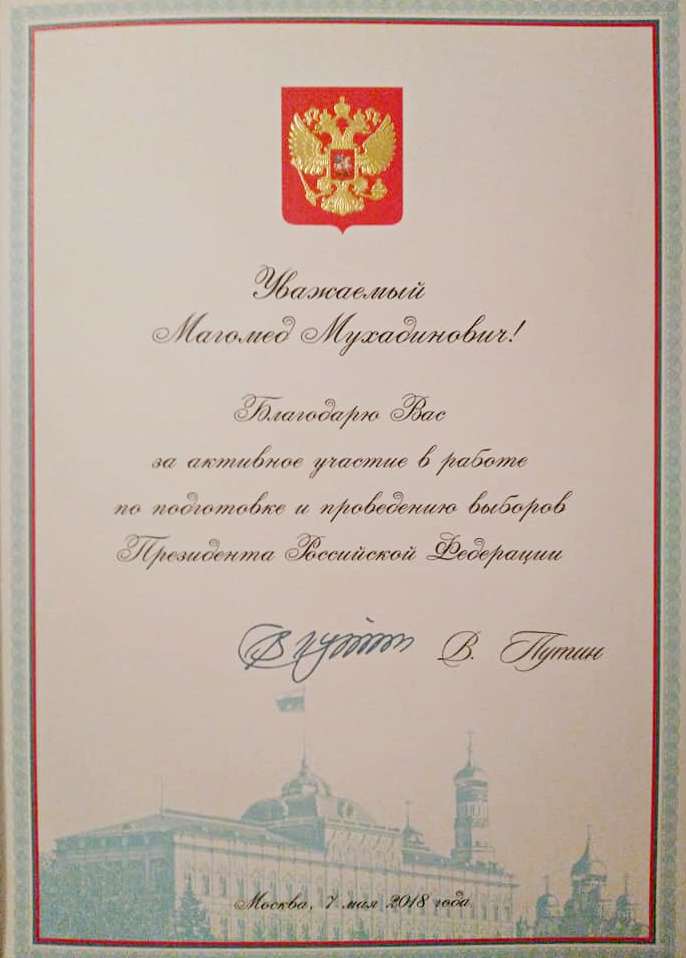 Уважаемый
Магомед Мухадинович!
Благодарю Вас
за активное участие в работе
по подготовке и проведению выборов
Президента Российской Федерации
В. Путин
Москва, 7 мая 2018 года